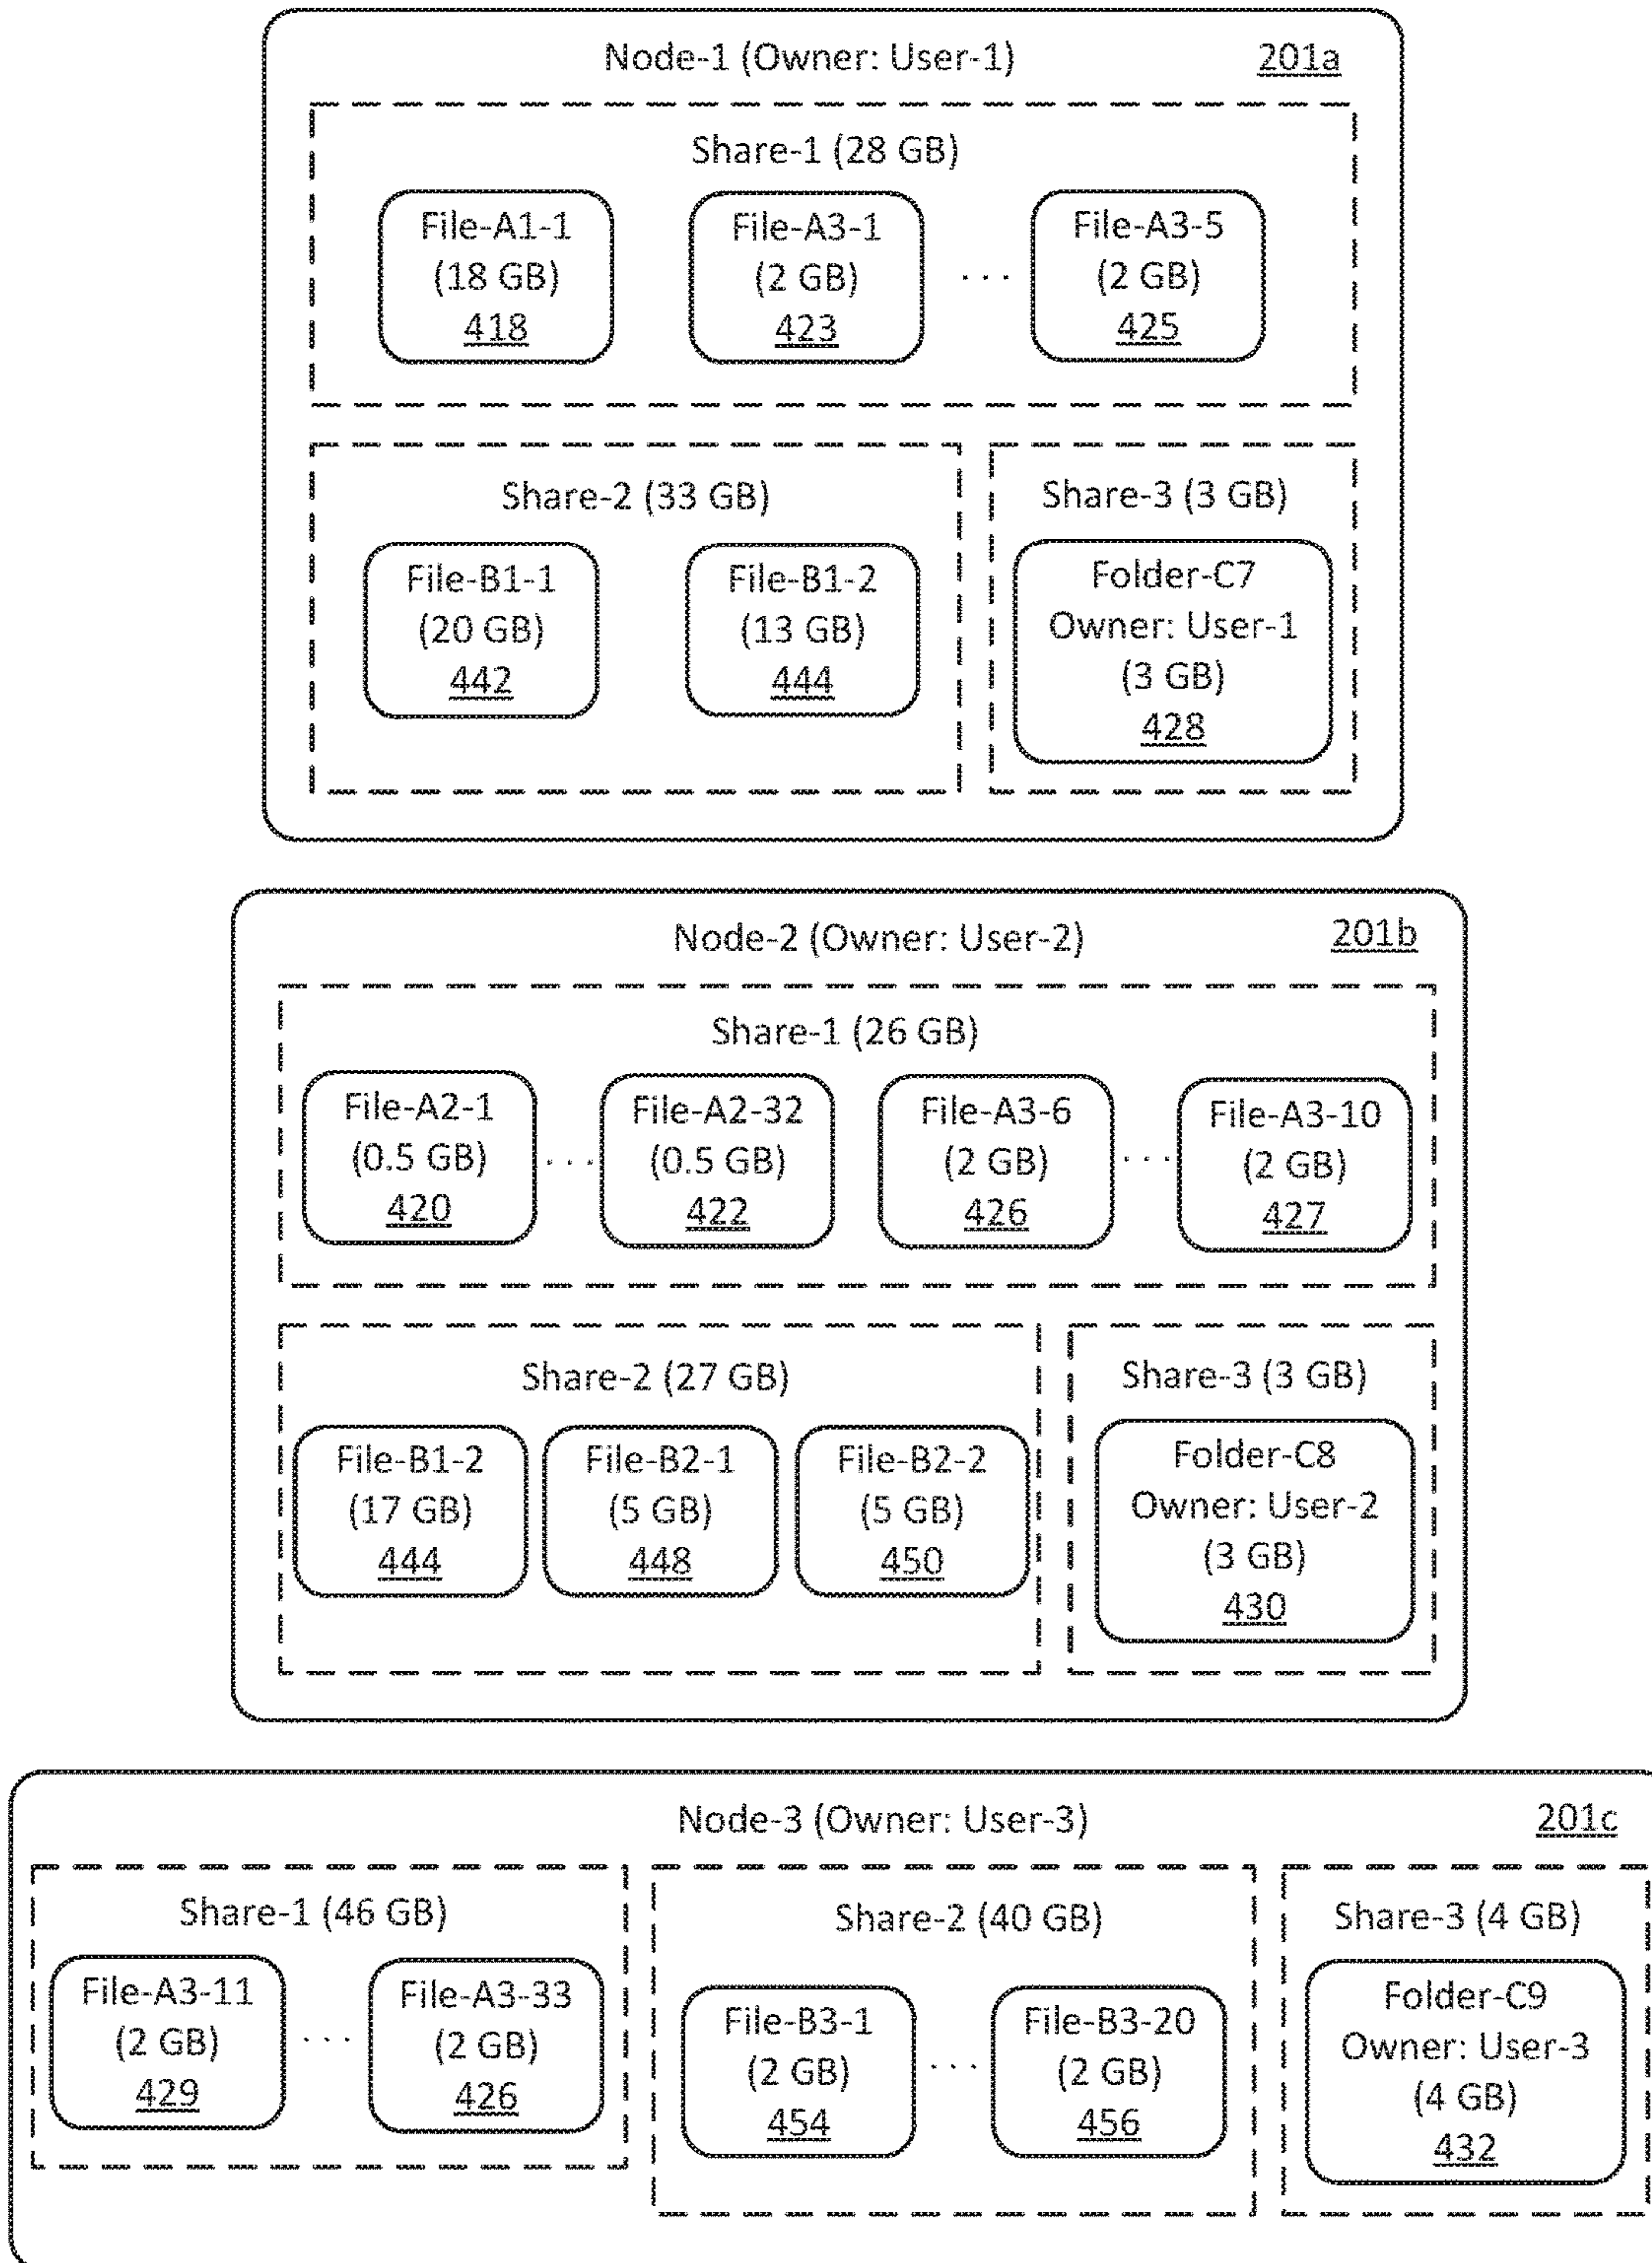 Node-1 (Owner: User-1) 201a
Share-1 (28 GB)
File-A1-1 File-A3-1 File-A3-5
(18 GB) (2 GB) . . . (2 GB)
418 423 425
Share-2 (33 GB) Share-3 (3 GB)
File-B1-1 File-B1-2 Folder-C7
(20 GB) (13 GB) Owner: User-1
442 444 (3 GB)
428
Node-2 (Owner: User-2) 201b
Share-1 (26 GB)
File-A2-1 File-A2-32 File-A3-6 File-A3-10
(0.5 GB) . . . (0.5 GB) (2 GB) . . . (2 GB)
420 422 426 427
Share-2 (27 GB) Share-3 (3 GB)
File-B1-2 File-B2-1 File-B2-2 Folder-C8
(17 GB) (5 GB) (5 GB) Owner: User-2
444 448 450 (3 GB)
430
Node-3 (Owner: User-3) 201c
Share-1 (46 GB) Share-2 (40 GB) Share-3 (4 GB)
File-A3-11 File-A3-33 File-B3-1 File-B3-20 Folder-C9
(2 GB) . . . (2 GB) (2 GB) . . . (2 GB) Owner: User-3
429 426 454 456 (4 GB)
432